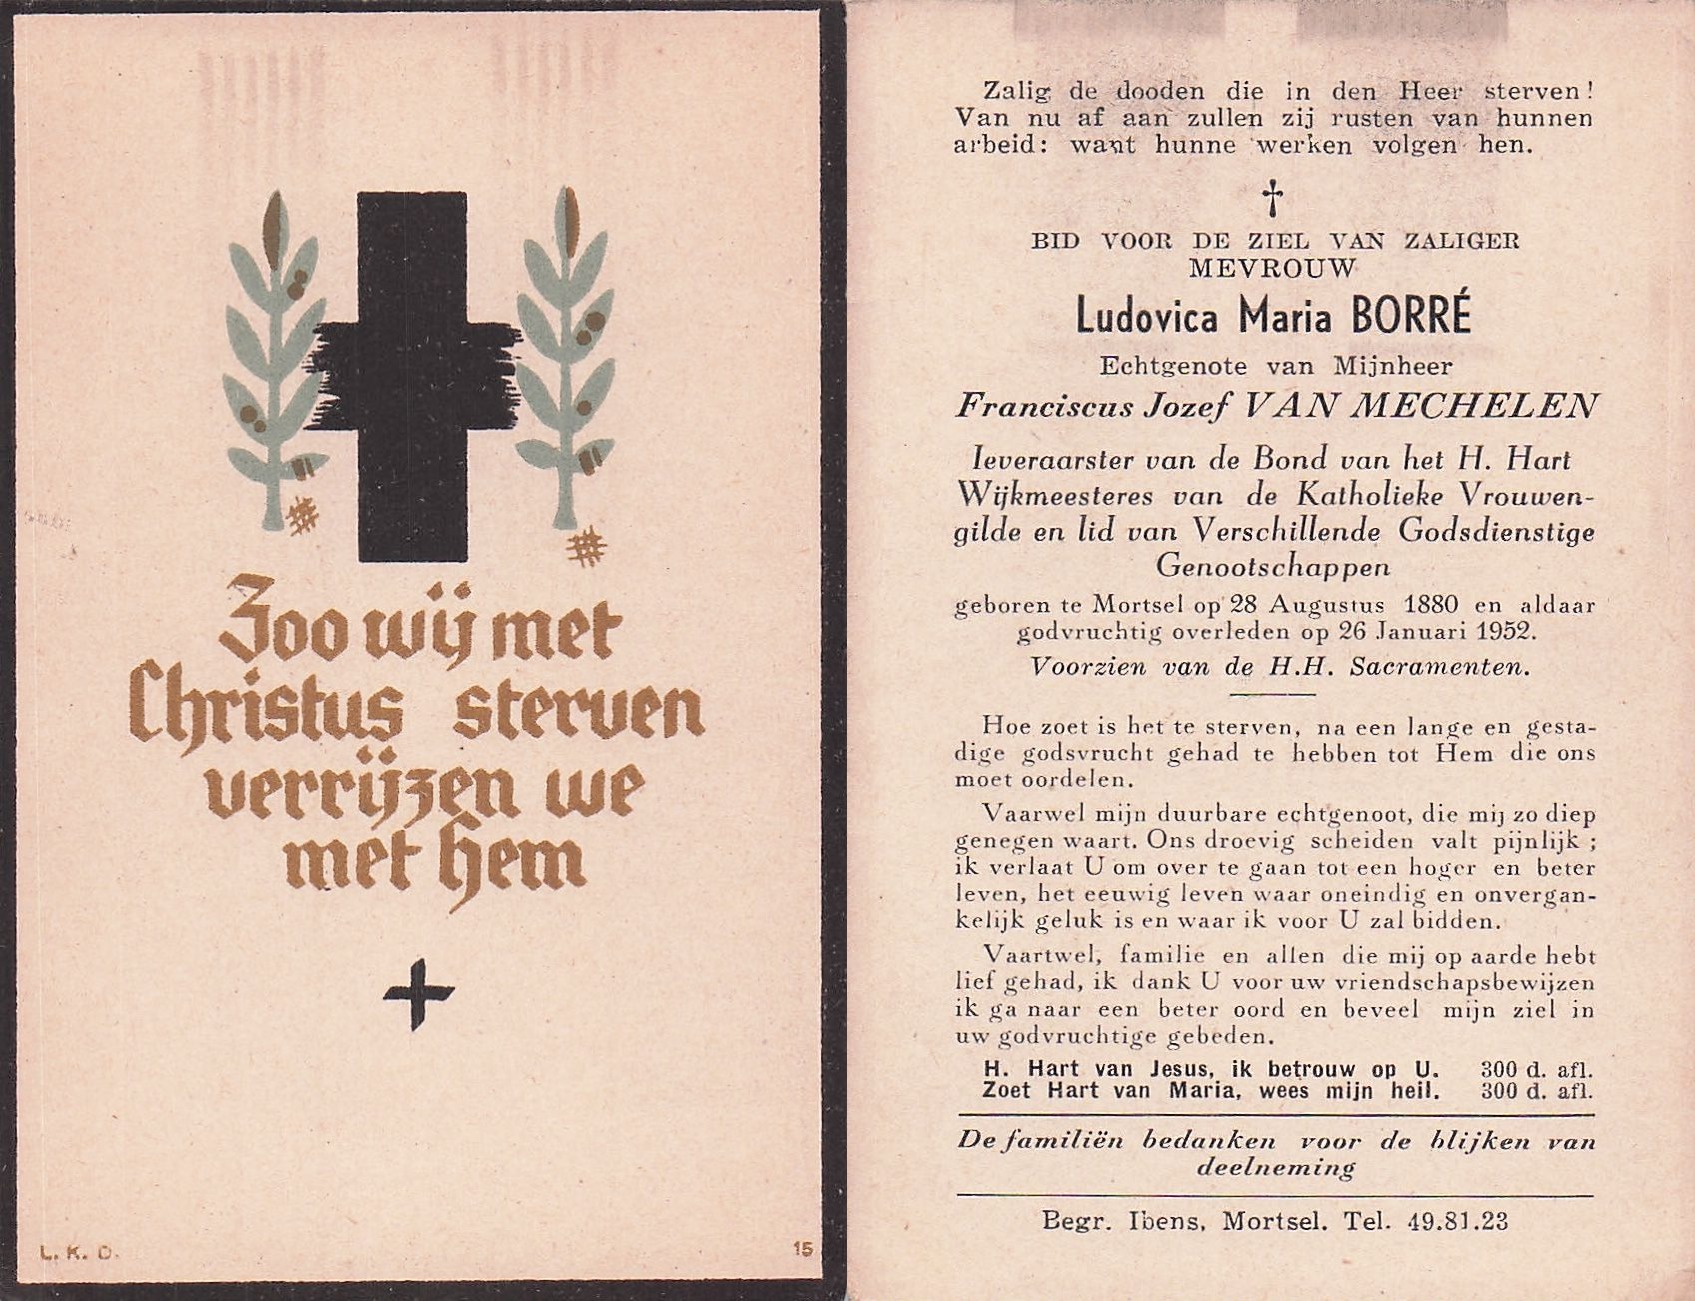 Zoo wij met
Christus sterven
verrijzen we
met hem
L. K. D.
15
Zalig de dooden die in den Heer sterven!
Van nu af aan zullen zij rusten van hunnen
arbeid: want hunne werken volgen hen.
BID VOOR DE ZIEL VAN ZALIGER
MEVROUW
Ludovica Maria BORRÉ
Echtgenote van Mijnheer
Franciscus Jozef VAN MECHELEN
Ieveraarster van de Bond van het H. Hart
Wijkmeesteres van de Katholieke Vrouwen-
gilde en lid van Verschillende Godsdienstige
Genootschappen
geboren te Mortsel op 28 Augustus 1880 en aldaar
godvruchtig overleden op 26 Januari 1952.
Voorzien van de H.H. Sacramenten.
Hoe zoet is het te sterven, na een lange en gesta-
dige godsvrucht gehad te hebben tot Hem die ons
moet oordelen.
Vaarwel mijn duurbare echtgenoot, die mij zo diep
genegen waart. Ons droevig scheiden valt pijnlijk ;
ik verlaat U om over te gaan tot een hoger en beter
leven, het eeuwig leven waar oneindig en onvergan-
kelijk geluk is en waar ik voor U zal bidden.
Vaartwel, familie en allen die mij op aarde hebt
lief gehad, ik dank U voor uw vriendschapsbewijzen
ik ga naar een beter oord en beveel mijn ziel in
uw godvruchtige gebeden.
H. Hart van Jesus, ik betrouw op U. 300 d. afl.
Zoet Hart van Maria, wees mijn heil. 300 d. afl.
De familiën bedanken voor de blijken van
deelneming
Begr. Ibens, Mortsel. Tel. 49.81.23